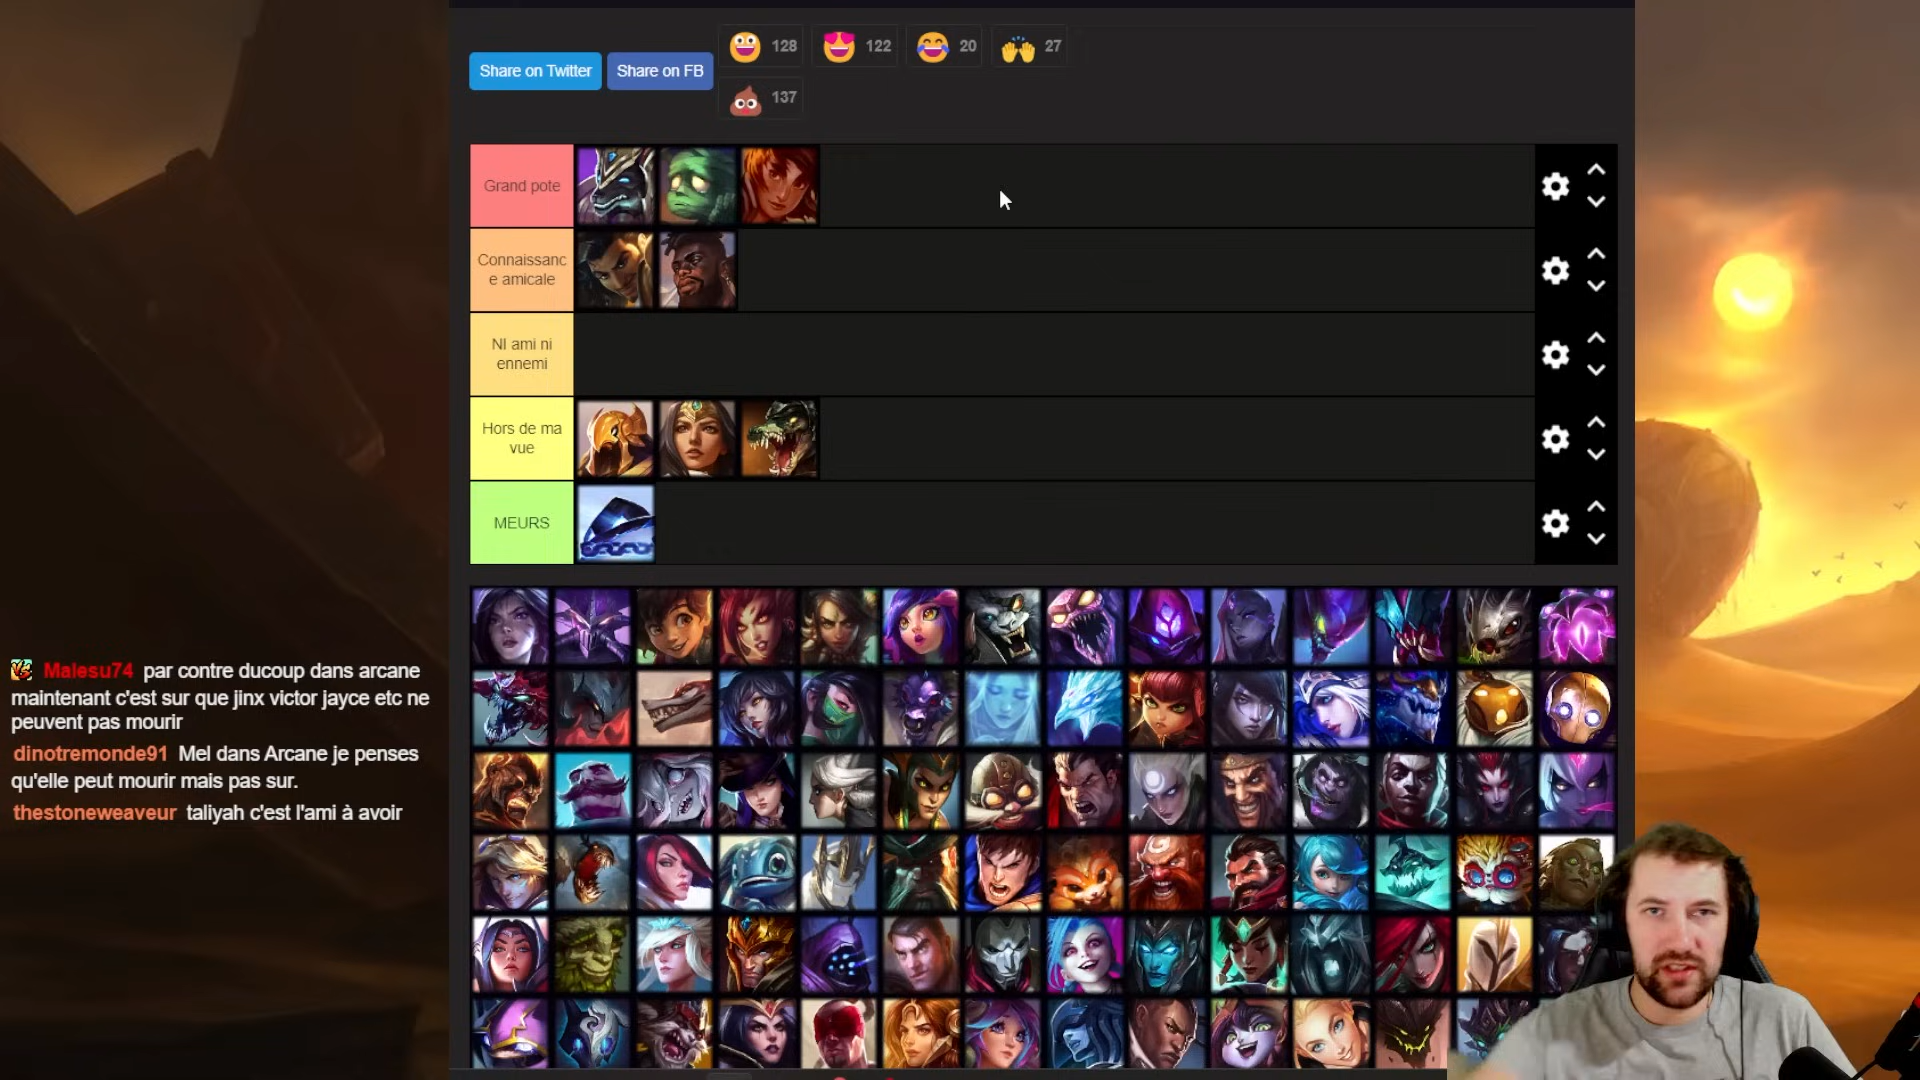 128
122
20
27
Share on Twitter
Share on FB
137
Grand pote
Connaissanc
e amicale
NI ami ni
ennemi
Hors de ma
vue
MEURS
Malesu74 par contre ducoup dans arcane
maintenant c'est sur que jinx victor jayce etc ne
peuvent pas mourir
dinotremonde91 Mel dans Arcane je penses
qu'elle peut mourir mais pas sur.
thestoneweaveur taliyah c'est l'ami à avoir